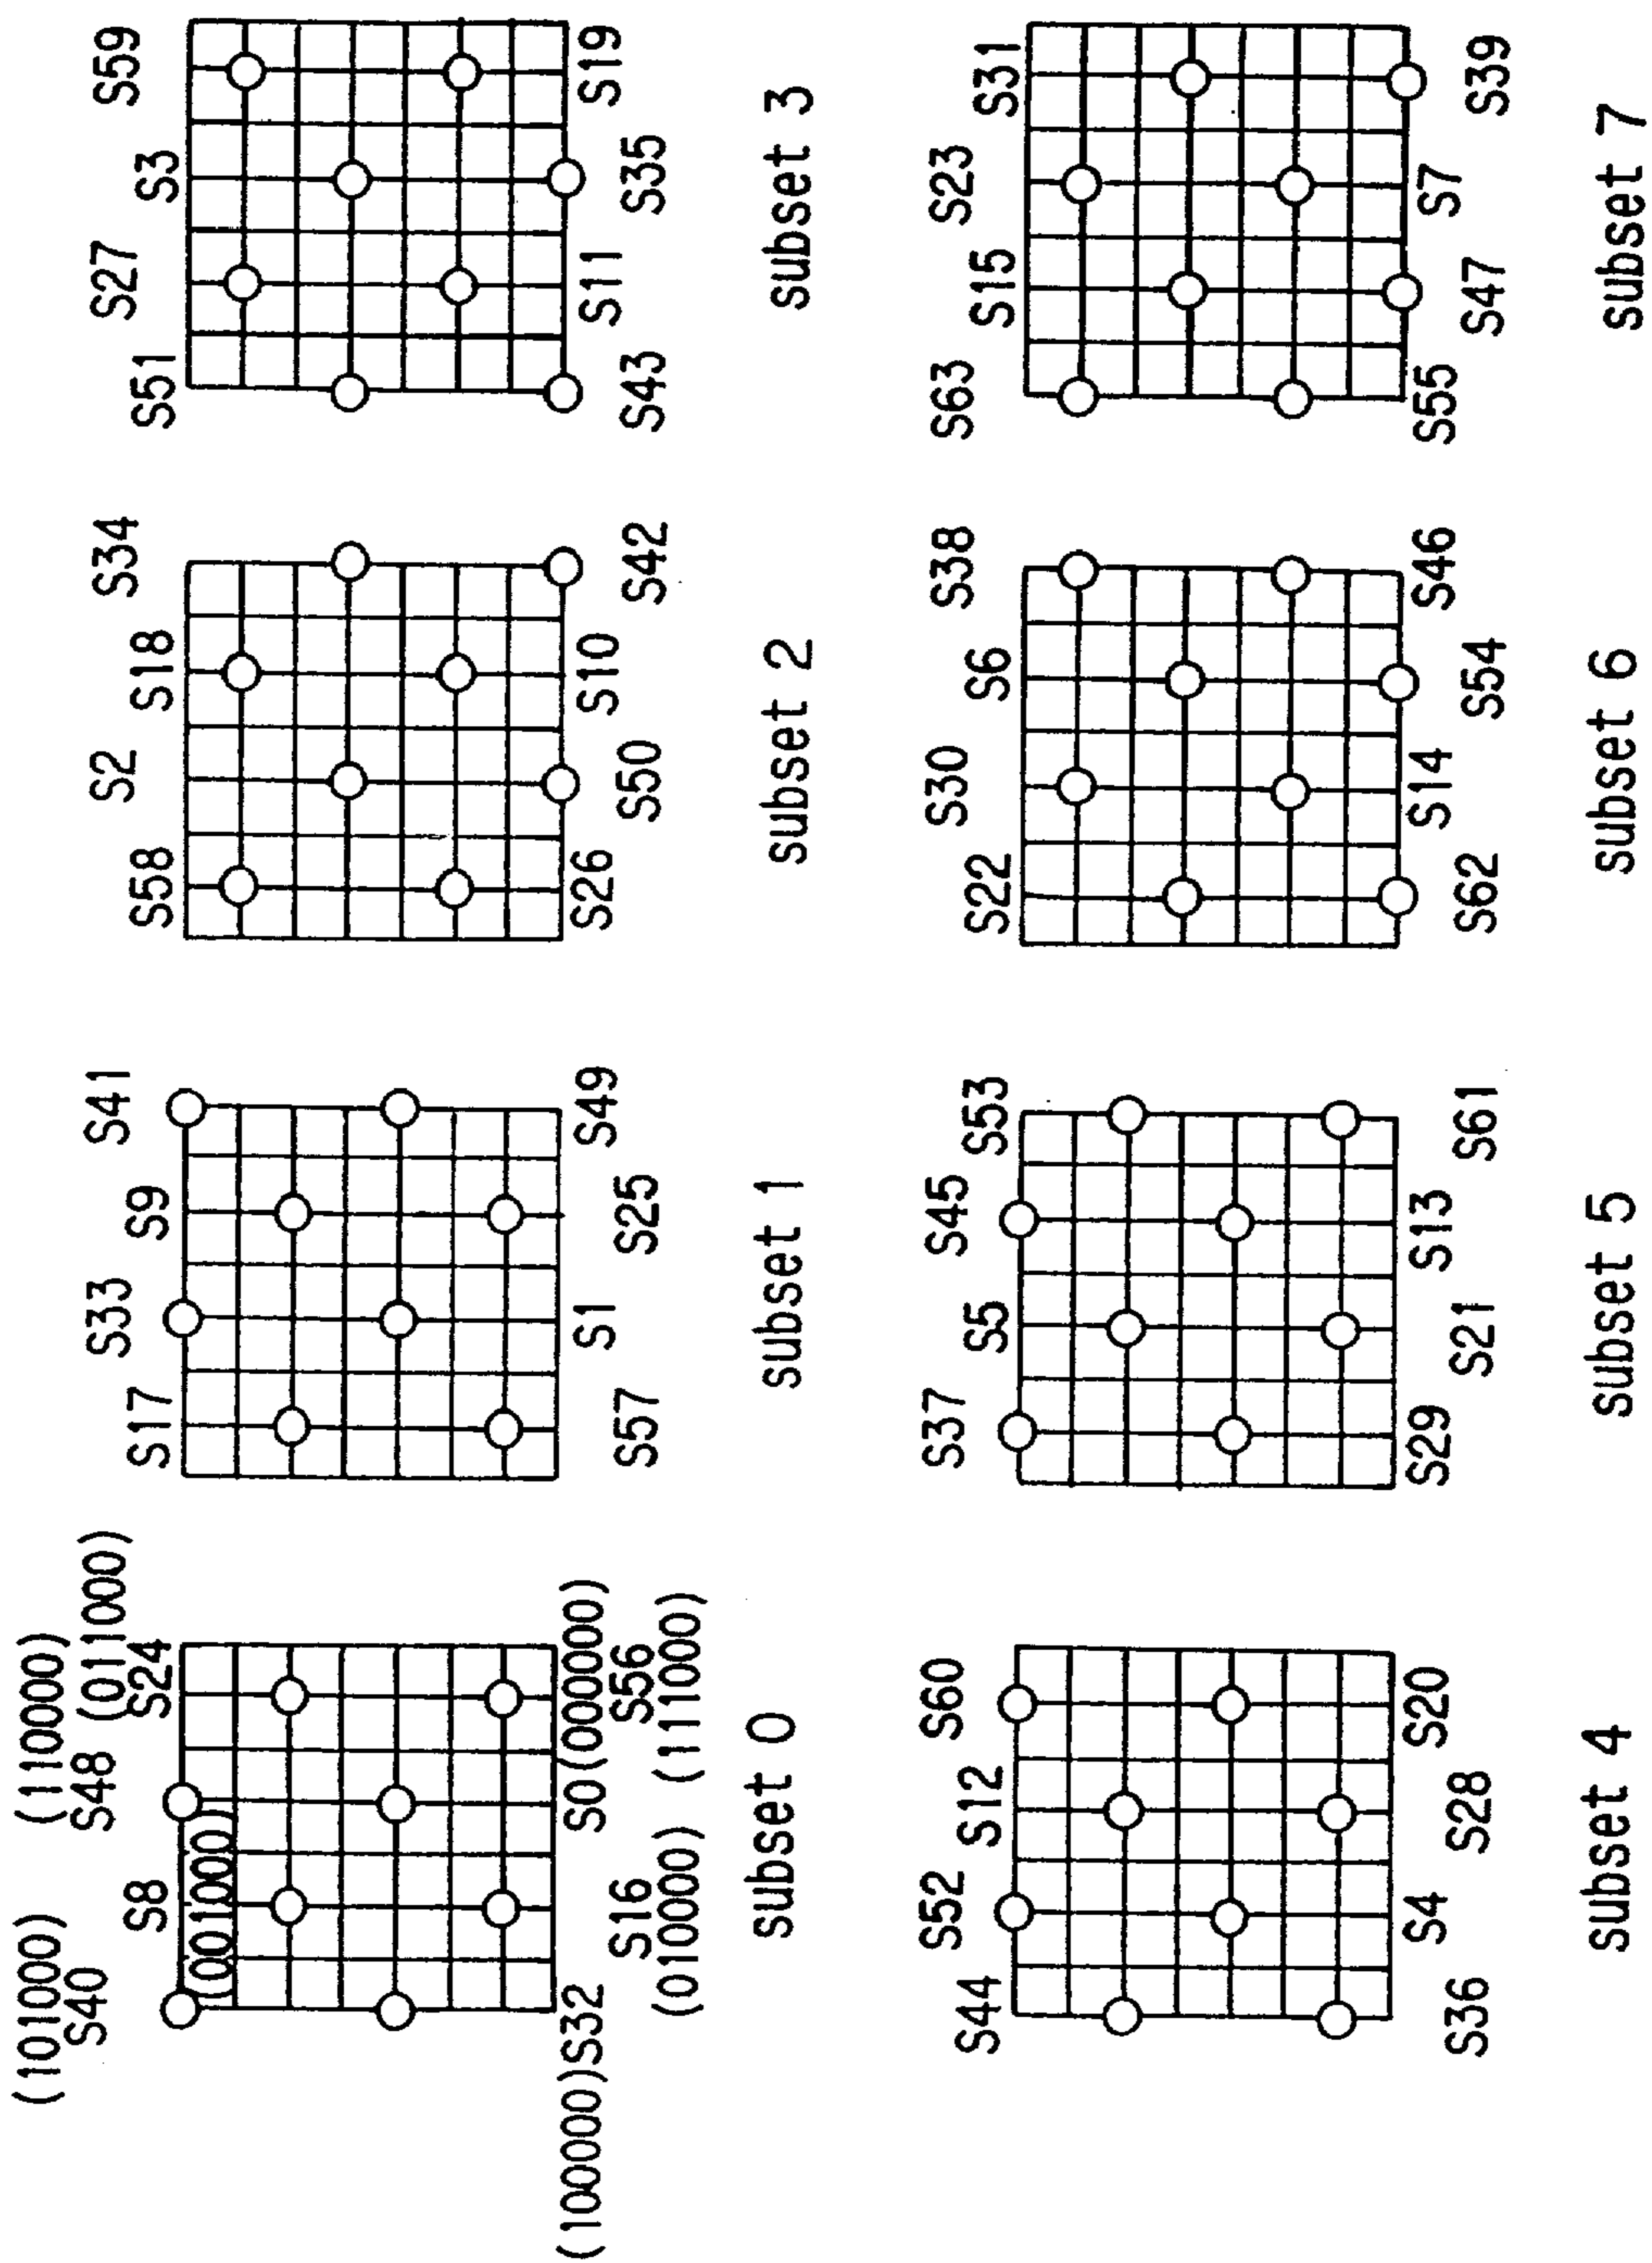 (101000) (110000)
S40 S48 (011000)
S8 S24
(001000)
(100000)S32 S0(000000)
S16 S56
(010000) (111000)
subset 0
S33 S41
S17 S9
S1 S49
S57 S25
subset 1
S2 S34
S58 S18
S26 S10
S50 S42
subset 2
S27 S59
S51 S3
S11 S19
S43 S35
subset 3
S52 S60
S44 S12
S4 S20
S36 S28
subset 4
S37 S45
S5 S53
S29 S13
S21 S61
subset 5
S30 S38
S22 S6
S14 S46
S62 S54
subset 6
S63 S23
S15 S31
S55 S7
S47 S39
subset 7